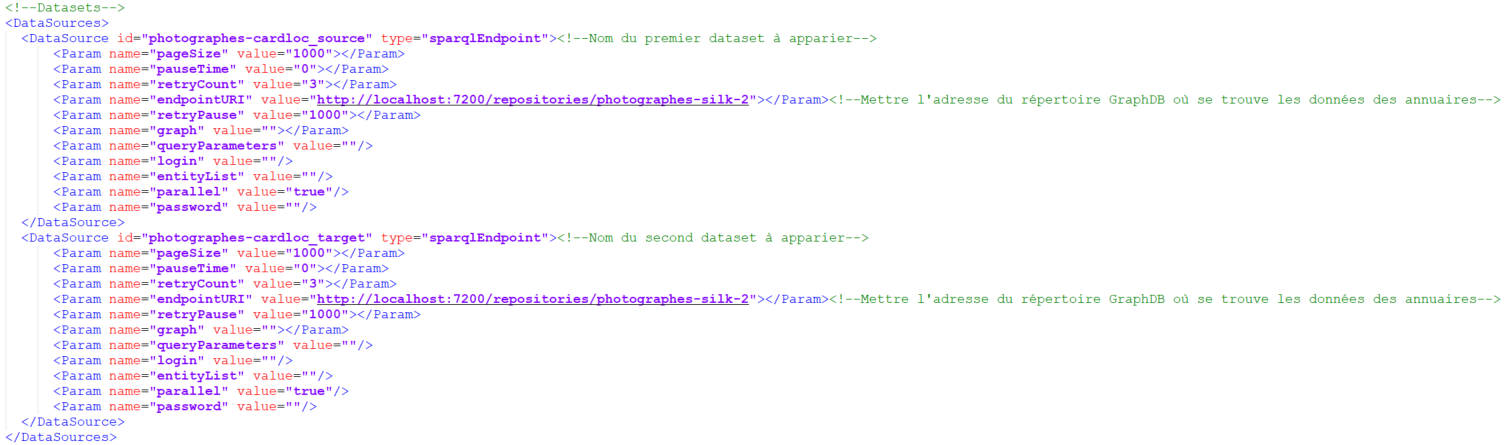 <!--Datasets-->
<DataSources>
<DataSource id="photographes-cardloc_source" type="sparqlEndpoint"><!--Nom du premier dataset à apparier-->
<Param name="pageSize" value="1000"></Param>
<Param name="pauseTime" value="0"></Param>
<Param name="retryCount" value="3"></Param>
<Param name="endpointURI" value="http://localhost:7200/repositories/photographes-silk-2"></Param><!--Mettre l'adresse du répertoire GraphDB où se trouve les données des annuaires-->
<Param name="retryPause" value="1000"></Param>
<Param name="graph" value=""></Param>
<Param name="queryParameters" value=""/>
<Param name="login" value=""/>
<Param name="entityList" value=""/>
<Param name="parallel" value="true"/>
<Param name="password" value=""/>
</DataSource>
<DataSource id="photographes-cardloc_target" type="sparqlEndpoint"><!--Nom du second dataset à apparier-->
<Param name="pageSize" value="1000"></Param>
<Param name="pauseTime" value="0"></Param>
<Param name="retryCount" value="3"></Param>
<Param name="endpointURI" value="http://localhost:7200/repositories/photographes-silk-2"></Param><!--Mettre l'adresse du répertoire GraphDB où se trouve les données des annuaires-->
<Param name="retryPause" value="1000"></Param>
<Param name="graph" value=""></Param>
<Param name="queryParameters" value=""/>
<Param name="login" value=""/>
<Param name="entityList" value=""/>
<Param name="parallel" value="true"/>
<Param name="password" value=""/>
</DataSource>
</DataSources>